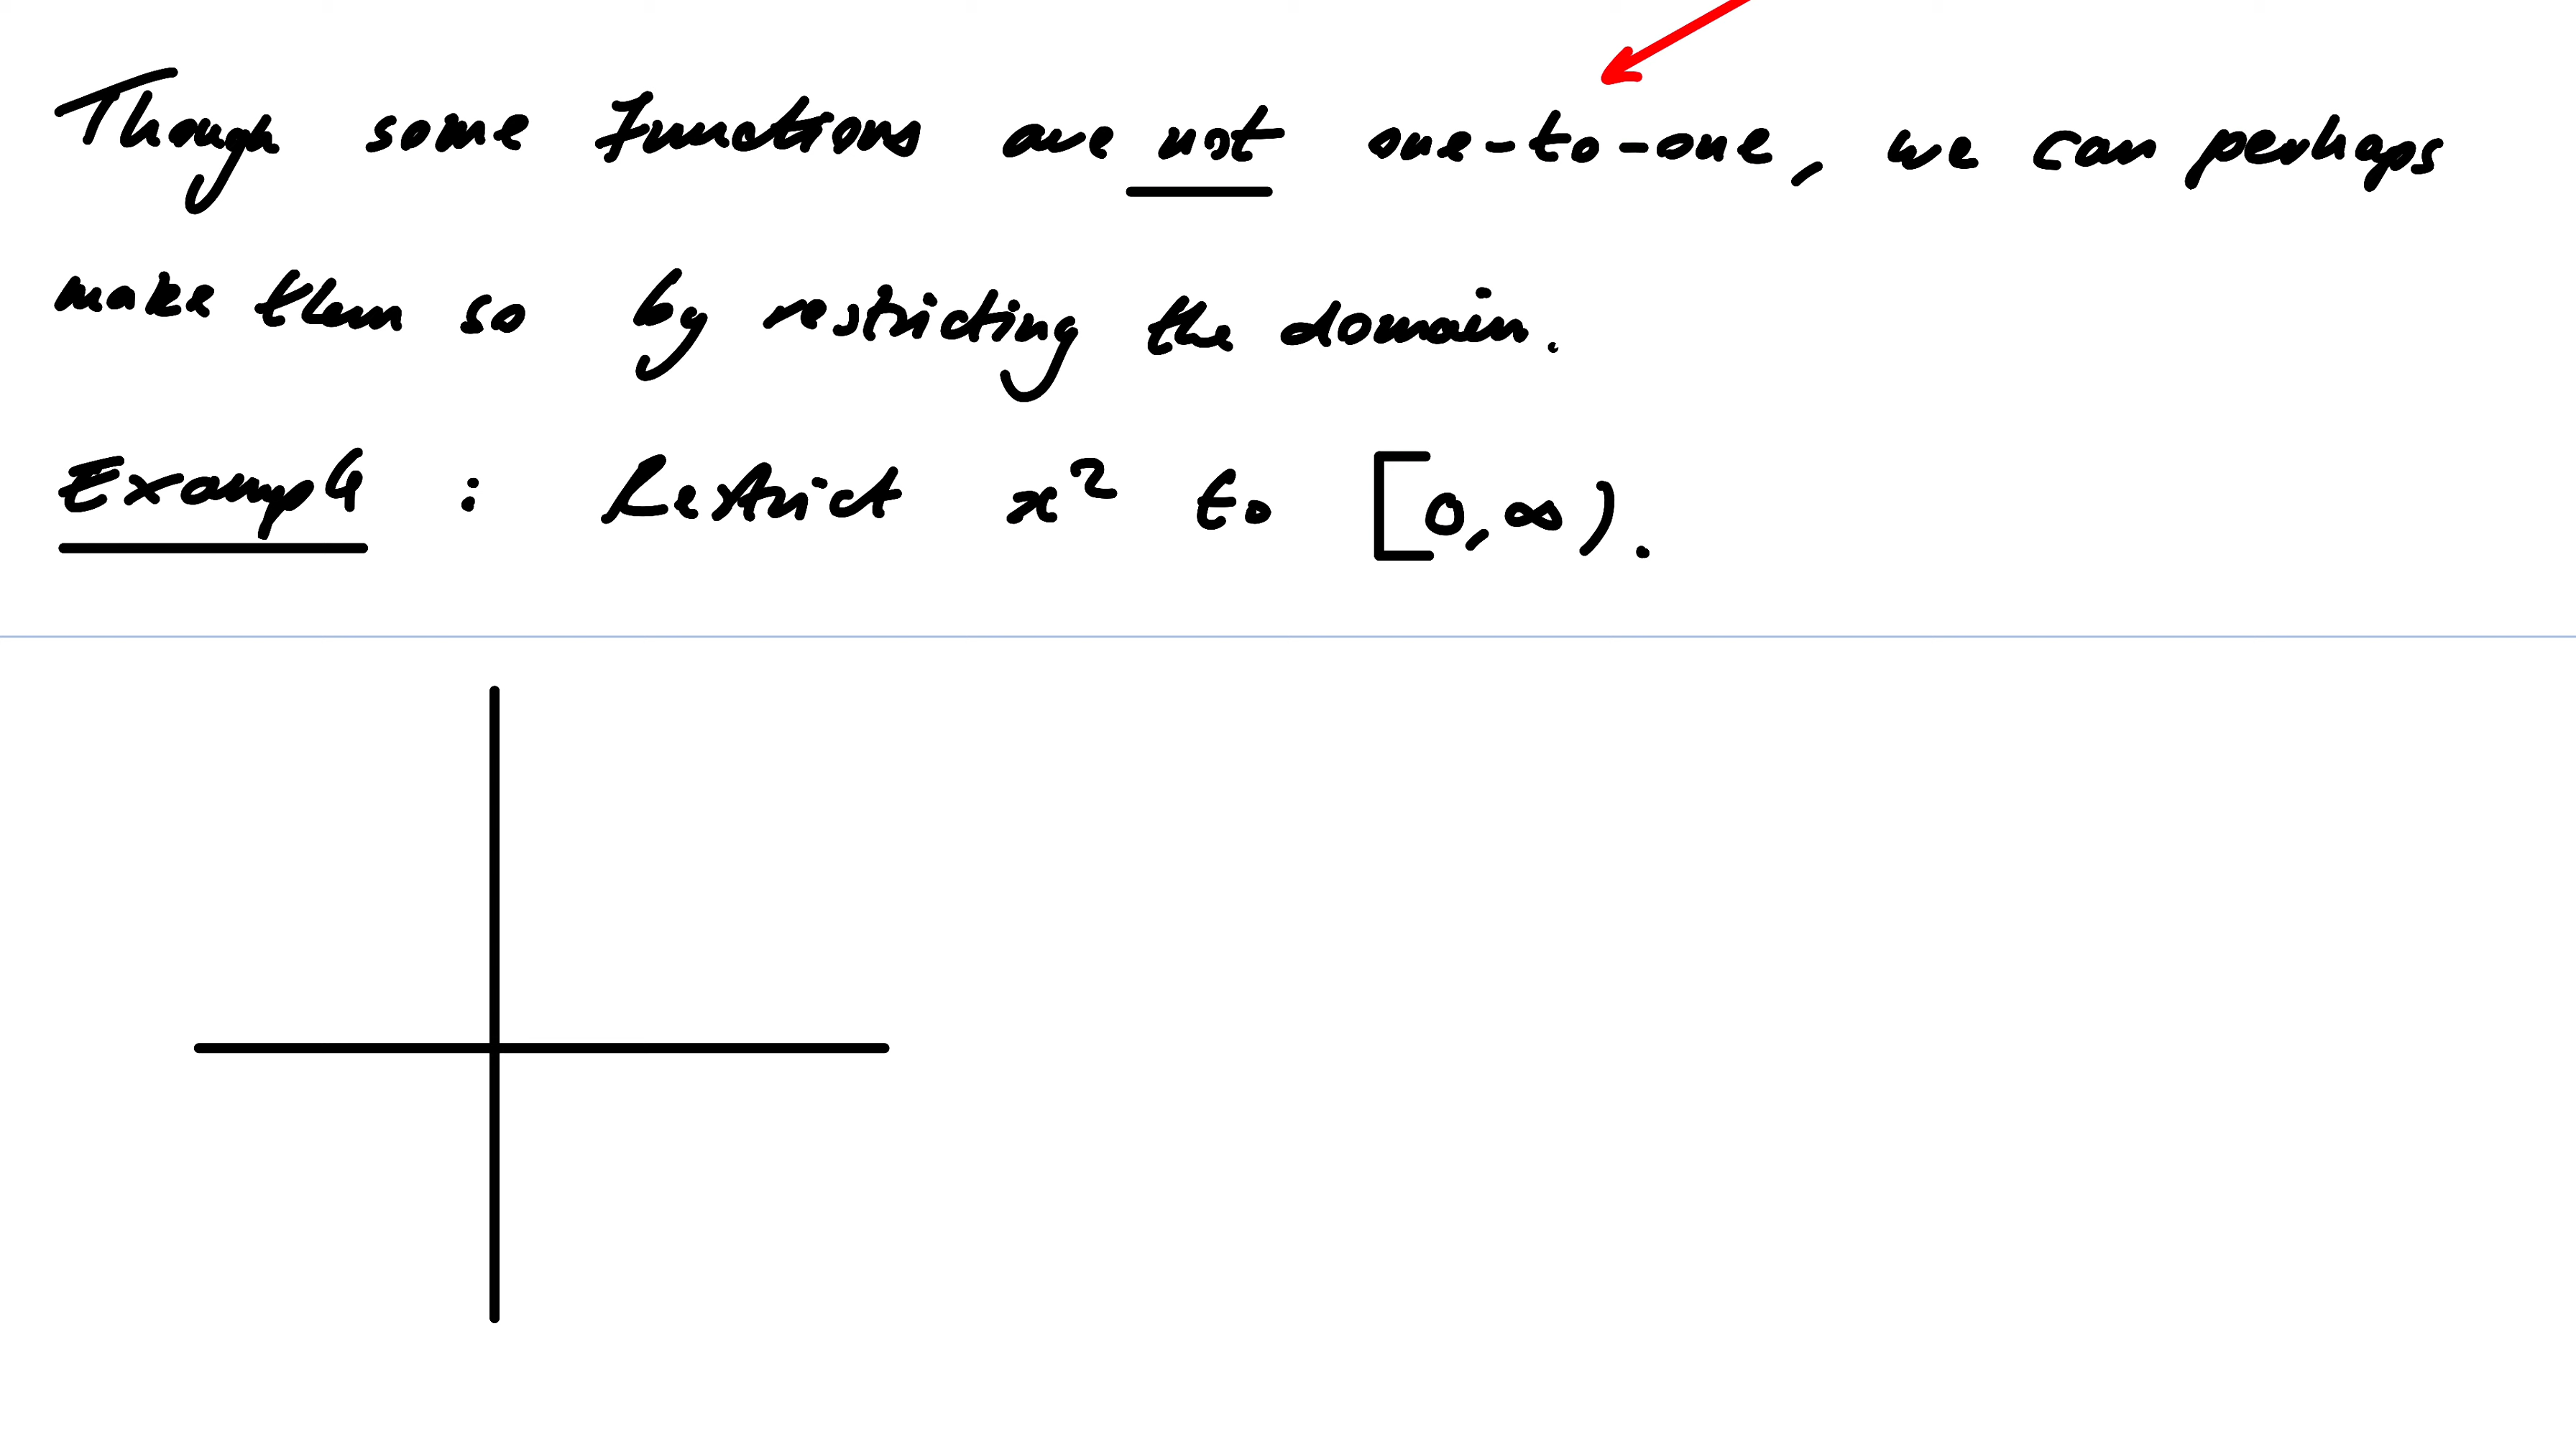 Though some functions are not one-to-one, we can perhaps
make them so by restricting the domain.
Example : Restrict x² to [0,∞).